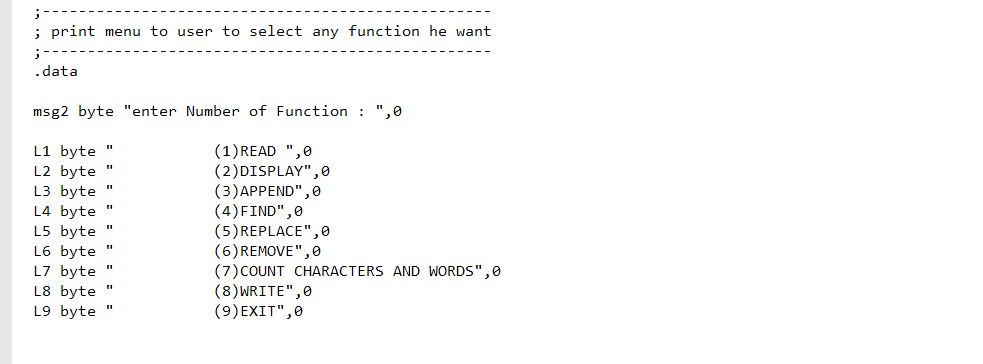 ;--------------------------------------------------
; print menu to user to select any function he want
;--------------------------------------------------
.data
msg2 byte "enter Number of Function : ",0
L1 byte "           (1)READ ",0
L2 byte "           (2)DISPLAY",0
L3 byte "           (3)APPEND",0
L4 byte "           (4)FIND",0
L5 byte "           (5)REPLACE",0
L6 byte "           (6)REMOVE",0
L7 byte "           (7)COUNT CHARACTERS AND WORDS",0
L8 byte "           (8)WRITE",0
L9 byte "           (9)EXIT",0